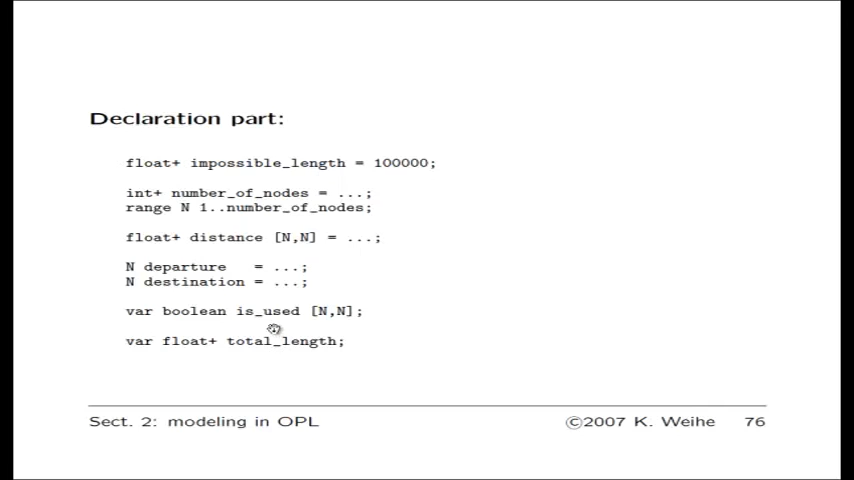 Declaration part:
float+ impossible_length = 100000;
int+ number_of_nodes = ...;
range N 1..number_of_nodes;
float+ distance [N,N] = ...;
N departure = ...;
N destination = ...;
var boolean is_used [N,N];
var float+ total_length;
Sect. 2: modeling in OPL ©2007 K. Weihe 76